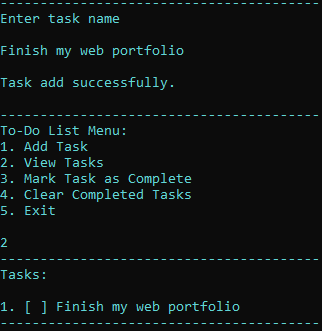 ----------------------------------------
Enter task name
Finish my web portfolio
Task add successfully.
----------------------------------------
To-Do List Menu:
1. Add Task
2. View Tasks
3. Mark Task as Complete
4. Clear Completed Tasks
5. Exit
2
----------------------------------------
Tasks:
1. [ ] Finish my web portfolio
----------------------------------------